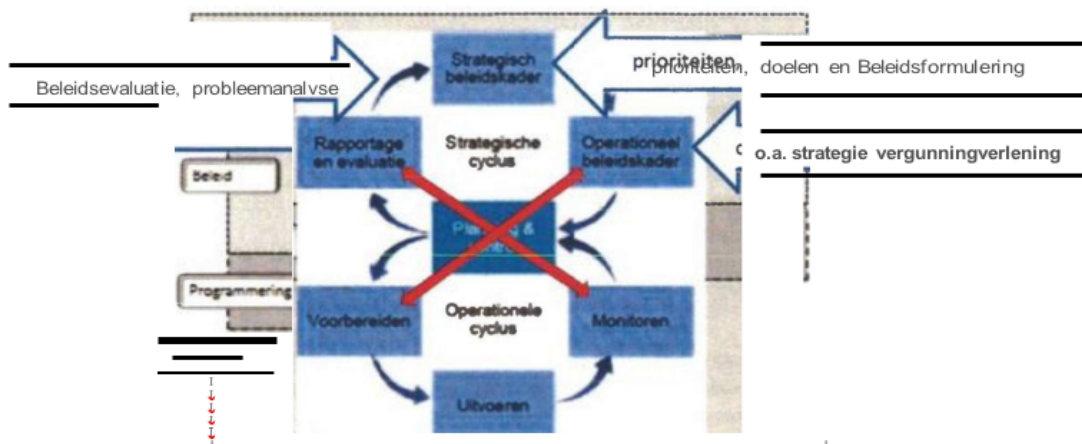 Strategisch
beleidskader
prioriteiten,
prioriteiten, doelen en Beleidsformulering
Beleidsevaluatie, probleemanalvse
Rapportage
en evaluatie
Strategische
cyclus
Operationeel
beleidskader
o.a. strategie vergunningverlening
Beleid
Programmering
Voorbereiden
Operationele
cyclus
Monitoren
Uitvoeren